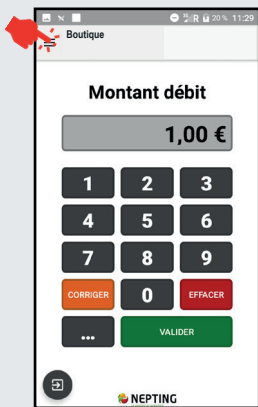 20 % 11:29
Boutique
Montant débit
1,00 €
1 2 3
4 5 6
7 8 9
CORRIGER 0 EFFACER
... VALIDER
NEPTING